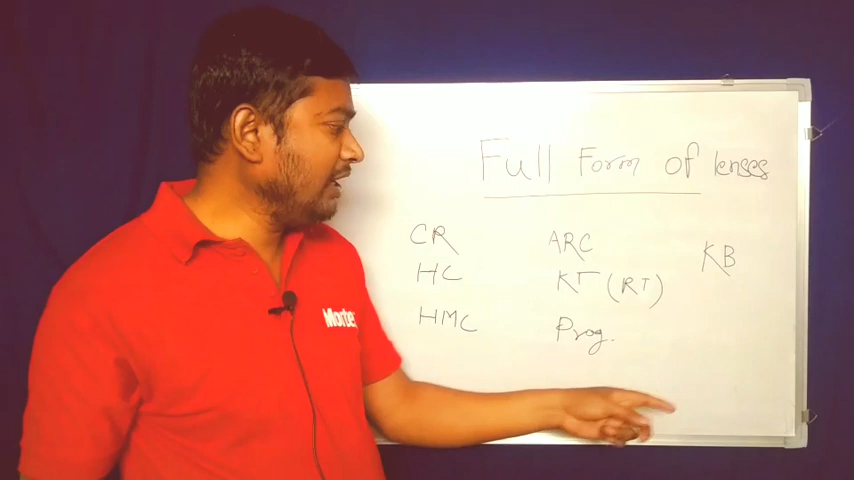 Full Form of lenses
CR
HC
HMC
ARC
KT (RT)
Prog.
KB